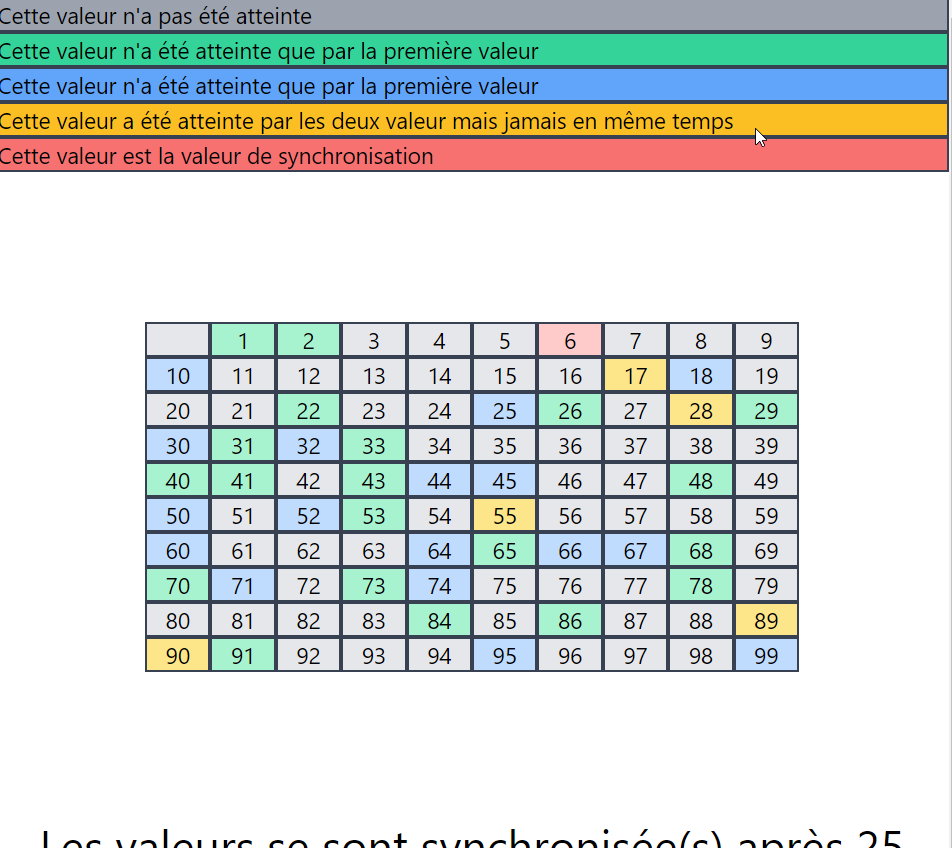 Cette valeur n'a pas été atteinte
Cette valeur n'a été atteinte que par la première valeur
Cette valeur n'a été atteinte que par la première valeur
Cette valeur a été atteinte par les deux valeur mais jamais en même temps
Cette valeur est la valeur de synchronisation
1 2 3 4 5 6 7 8 9
10 11 12 13 14 15 16 17 18 19
20 21 22 23 24 25 26 27 28 29
30 31 32 33 34 35 36 37 38 39
40 41 42 43 44 45 46 47 48 49
50 51 52 53 54 55 56 57 58 59
60 61 62 63 64 65 66 67 68 69
70 71 72 73 74 75 76 77 78 79
80 81 82 83 84 85 86 87 88 89
90 91 92 93 94 95 96 97 98 99
Les valeurs se sont synchronisée(s) après 25